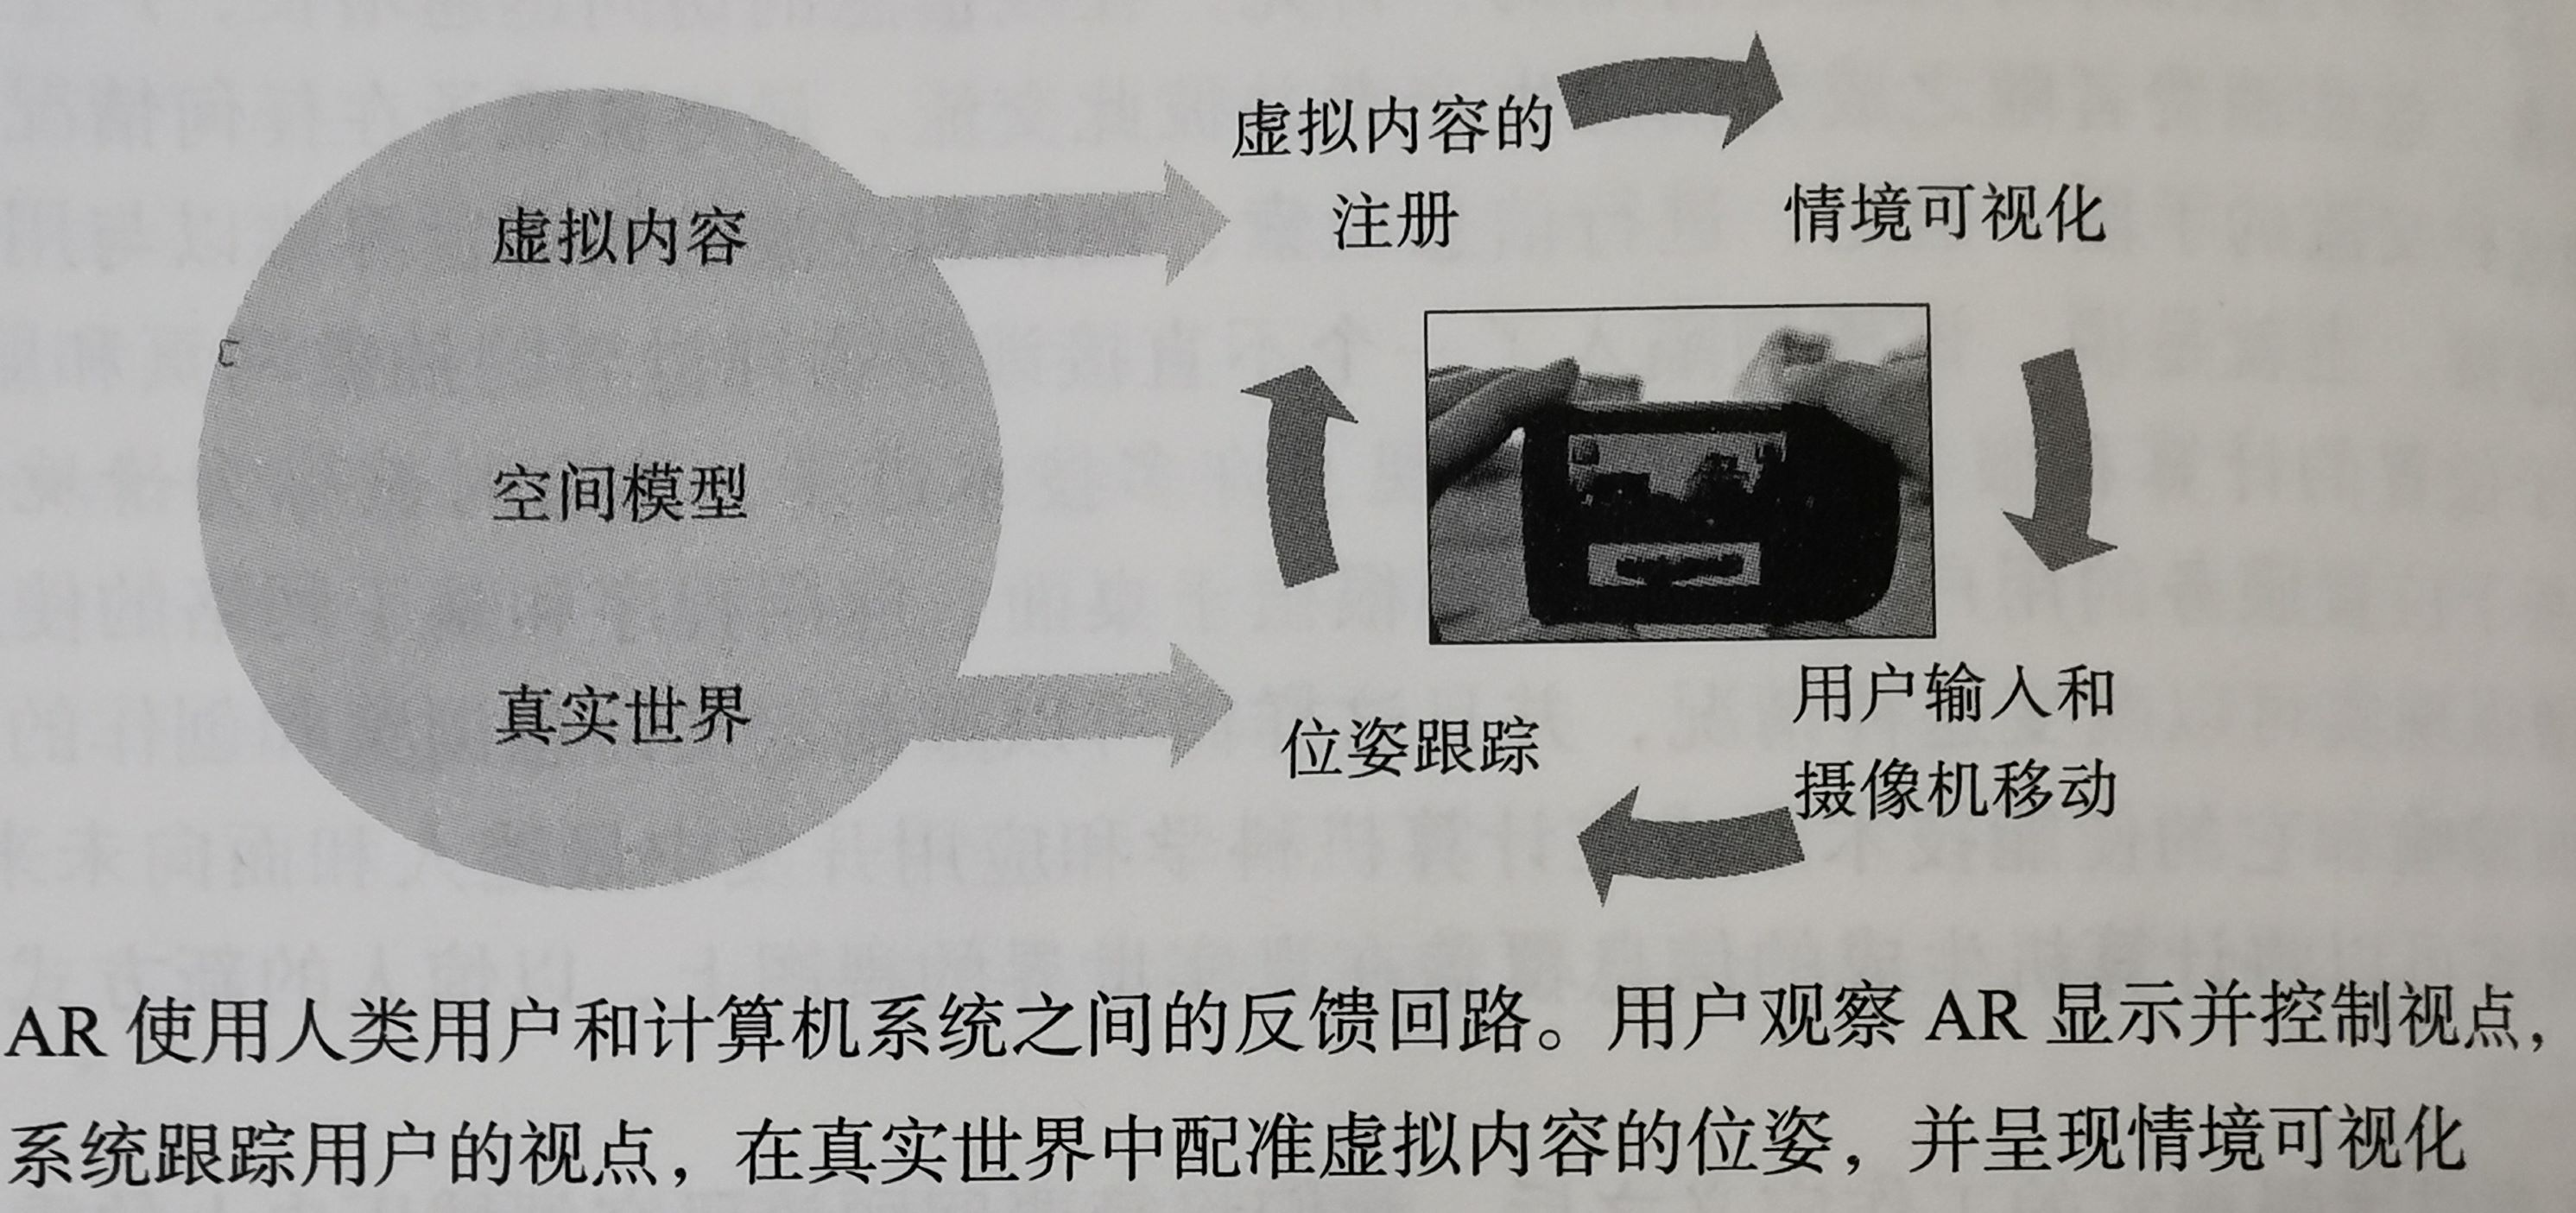 虚拟内容
空间模型
真实世界
虚拟内容的
注册
情境可视化
用户输入和
摄像机移动
位姿跟踪
AR 使用人类用户和计算机系统之间的反馈回路。用户观察 AR 显示并控制视点，
系统跟踪用户的视点，在真实世界中配准虚拟内容的位姿，并呈现情境可视化